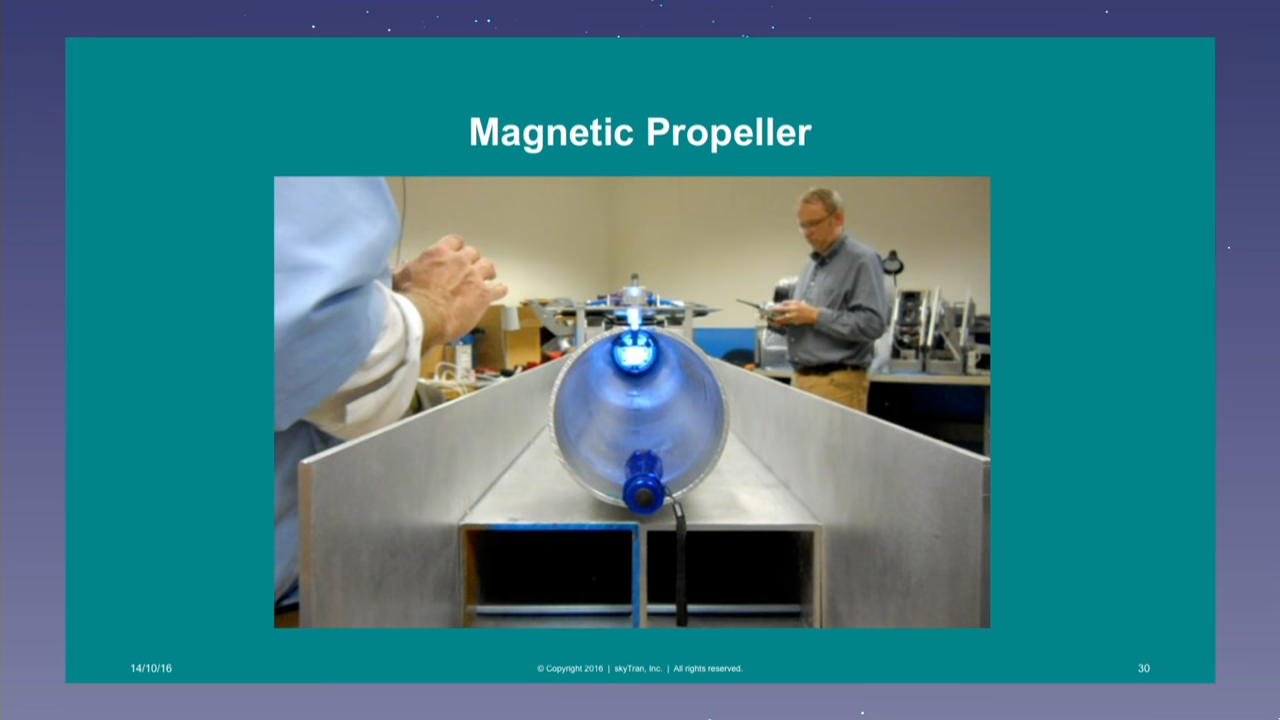 Magnetic Propeller
14/10/16
© Copyright 2016 | skyTran, Inc. | All rights reserved.
30